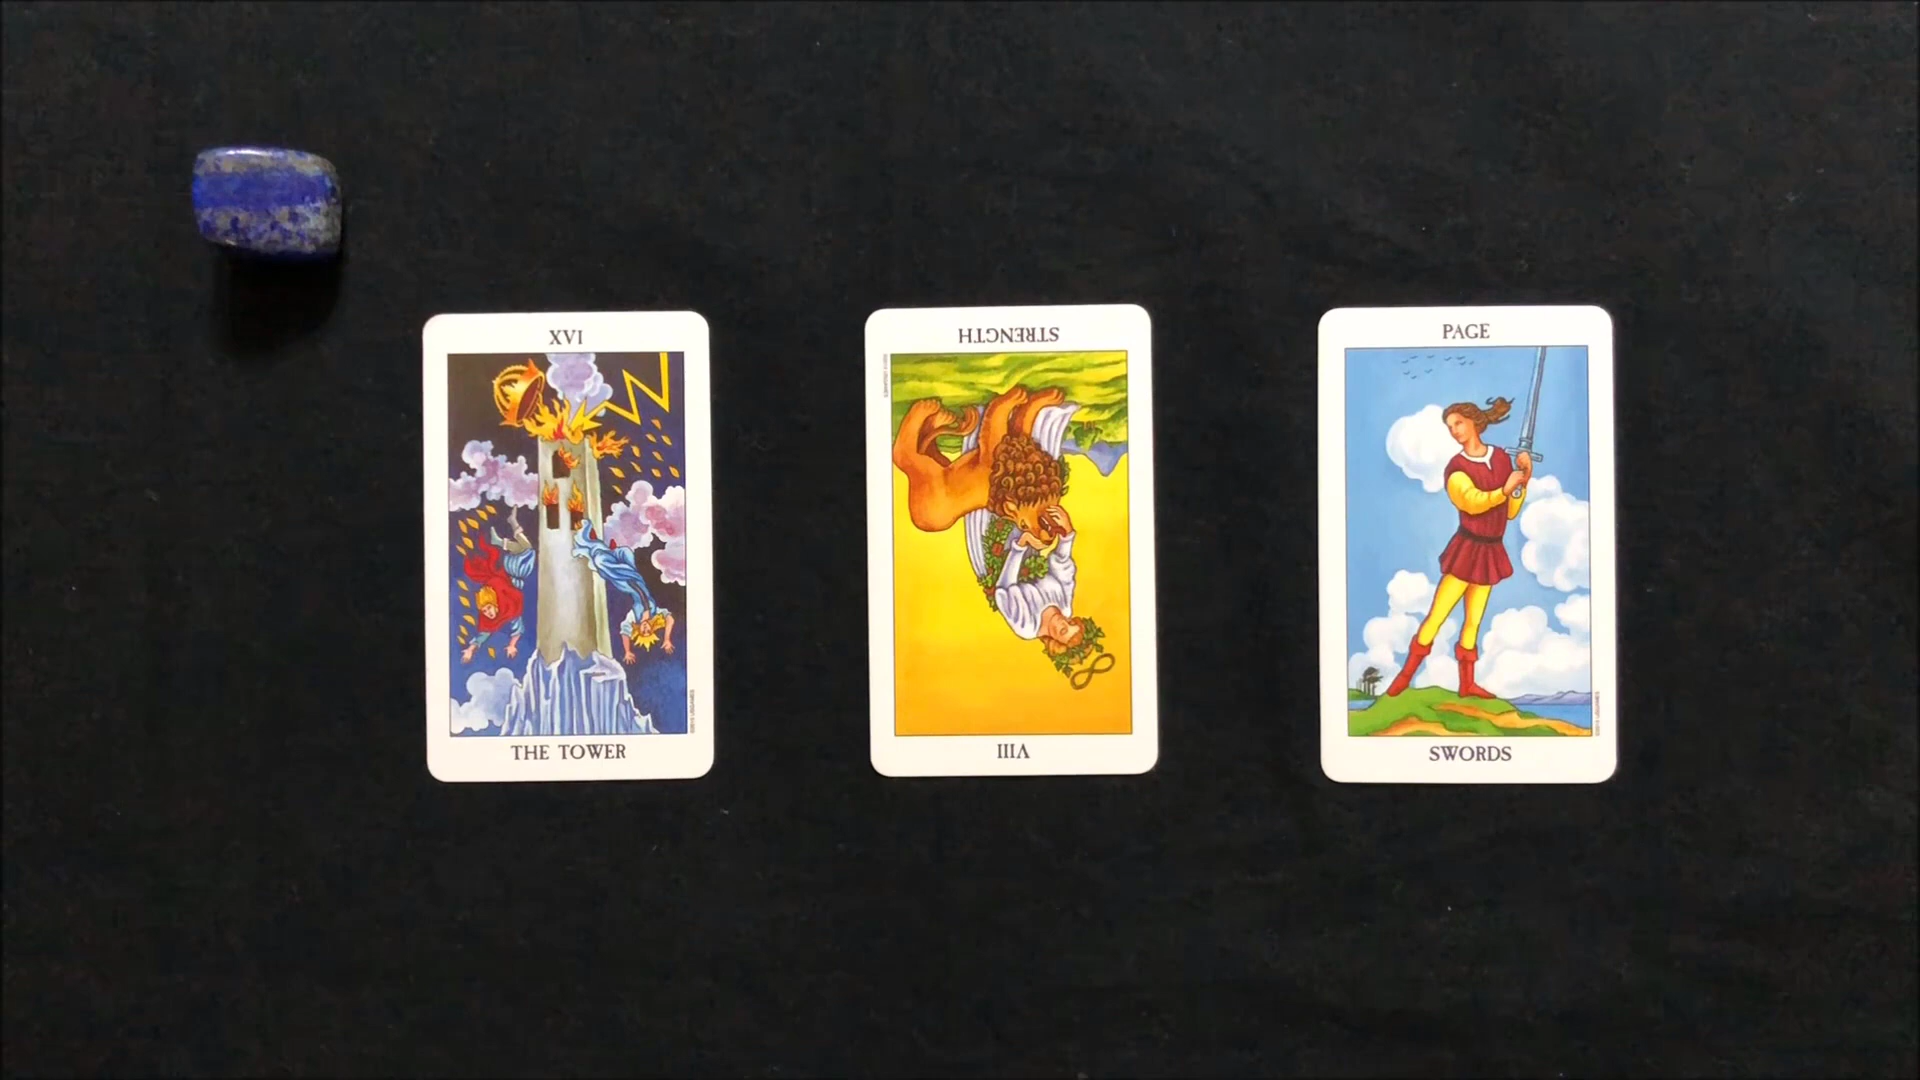 XVI
THE TOWER
STRENGTH
VIII
PAGE
SWORDS